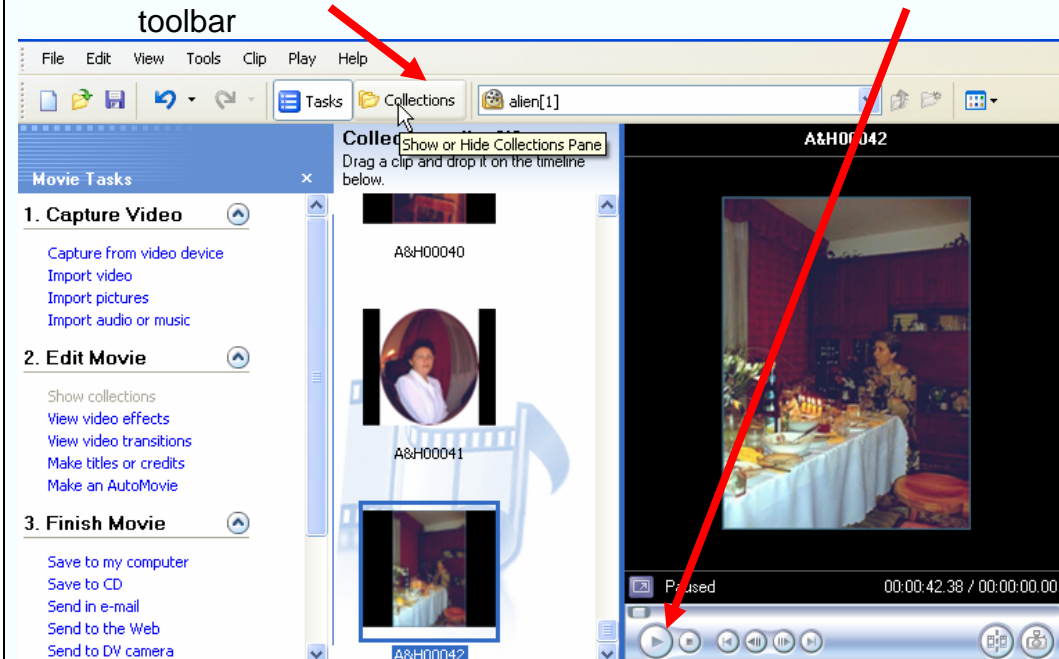 toolbar
File Edit View Tools Clip Play Help
Tasks Collections alien[1]
Show or Hide Collections Pane
Drag a clip and drop it on the timeline
below.
Movie Tasks
1. Capture Video
Capture from video device
Import video
Import pictures
Import audio or music
2. Edit Movie
Show collections
View video effects
View video transitions
Make titles or credits
Make an AutoMovie
3. Finish Movie
Save to my computer
Save to CD
Send in e-mail
Send to the Web
Send to DV camera
A&H00040
A&H00041
A&H00042
A&H00042
Paused 00:00:42.38 / 00:00:00.00